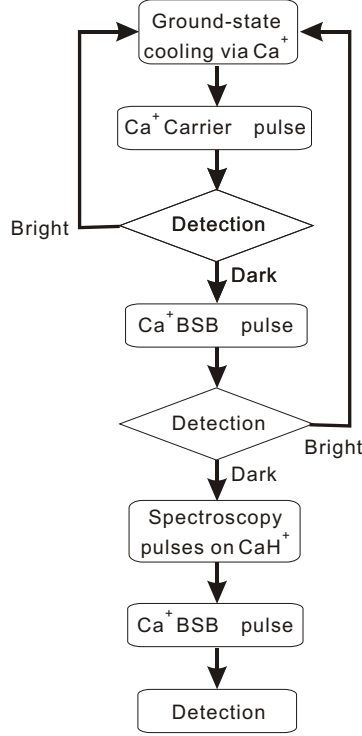 Ground-state
cooling via Ca⁺
Ca⁺ Carrier pulse
Detection
Bright
Dark
Ca⁺ BSB pulse
Detection
Bright
Dark
Spectroscopy
pulses on CaH⁺
Ca⁺ BSB pulse
Detection